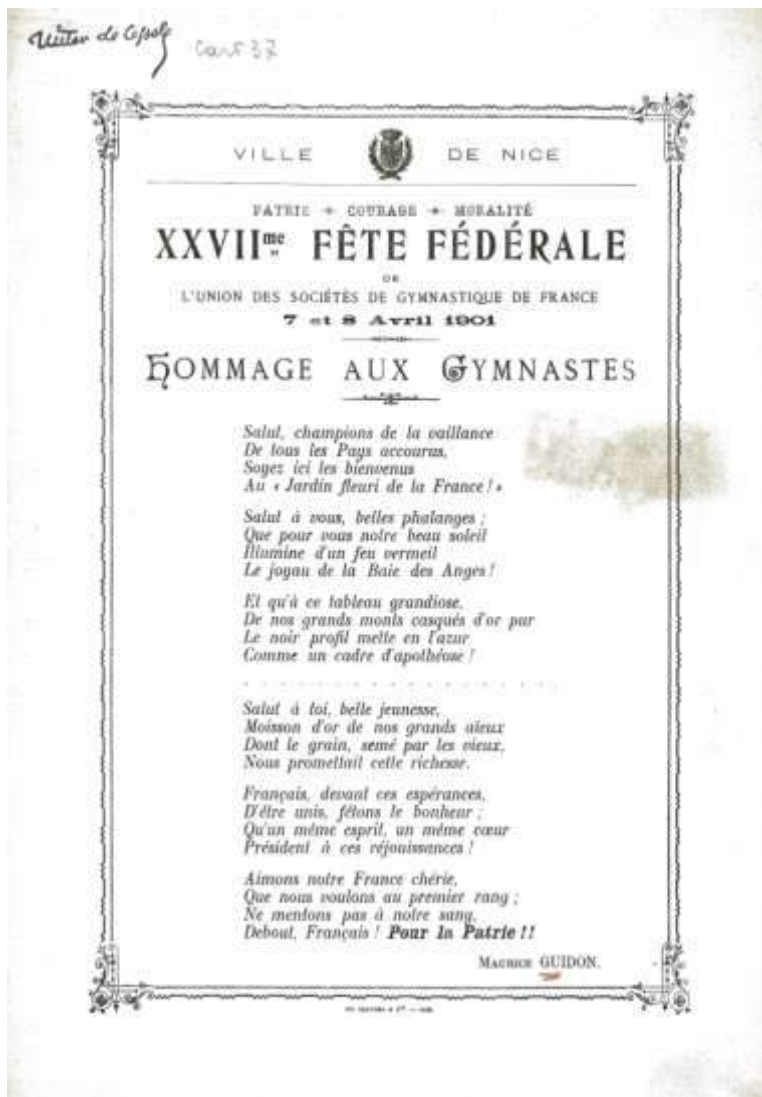 de Cessole
VILLE DE NICE
PATRIE + COURAGE + MORALITÉ
XXVIIme FÊTE FÉDÉRALE
DE
L'UNION DES SOCIÉTÉS DE GYMNASTIQUE DE FRANCE
7 et 8 Avril 1901
HOMMAGE AUX GYMNASTES
Salut, champions de la vaillance
De tous les Pays accourus,
Soyez ici les bienvenus
Au « Jardin fleuri de la France ! »
Salut à vous, belles phalanges ;
Que pour vous notre beau soleil
Illumine d'un feu vermeil
Le joyau de la Baie des Anges !
Et qu'à ce tableau grandiose,
De nos grands monts casqués d'or pur
Le noir profil mette en l'azur
Comme un cadre d'apothéose !
. . . . . . . . . . . . . . . . . .
Salut à toi, belle jeunesse,
Moisson d'or de nos grands aïeux
Dont le grain, semé par les vieux,
Nous promettait cette richesse.
Français, devant ces espérances,
D'être unis, fêtons le bonheur ;
Qu'un même esprit, un même cœur
Président à ces réjouissances !
Aimons notre France chérie,
Que nous voulons au premier rang ;
Ne mentons pas à notre sang,
Debout, Français ! Pour la Patrie !!
MAURICE GUIDON.